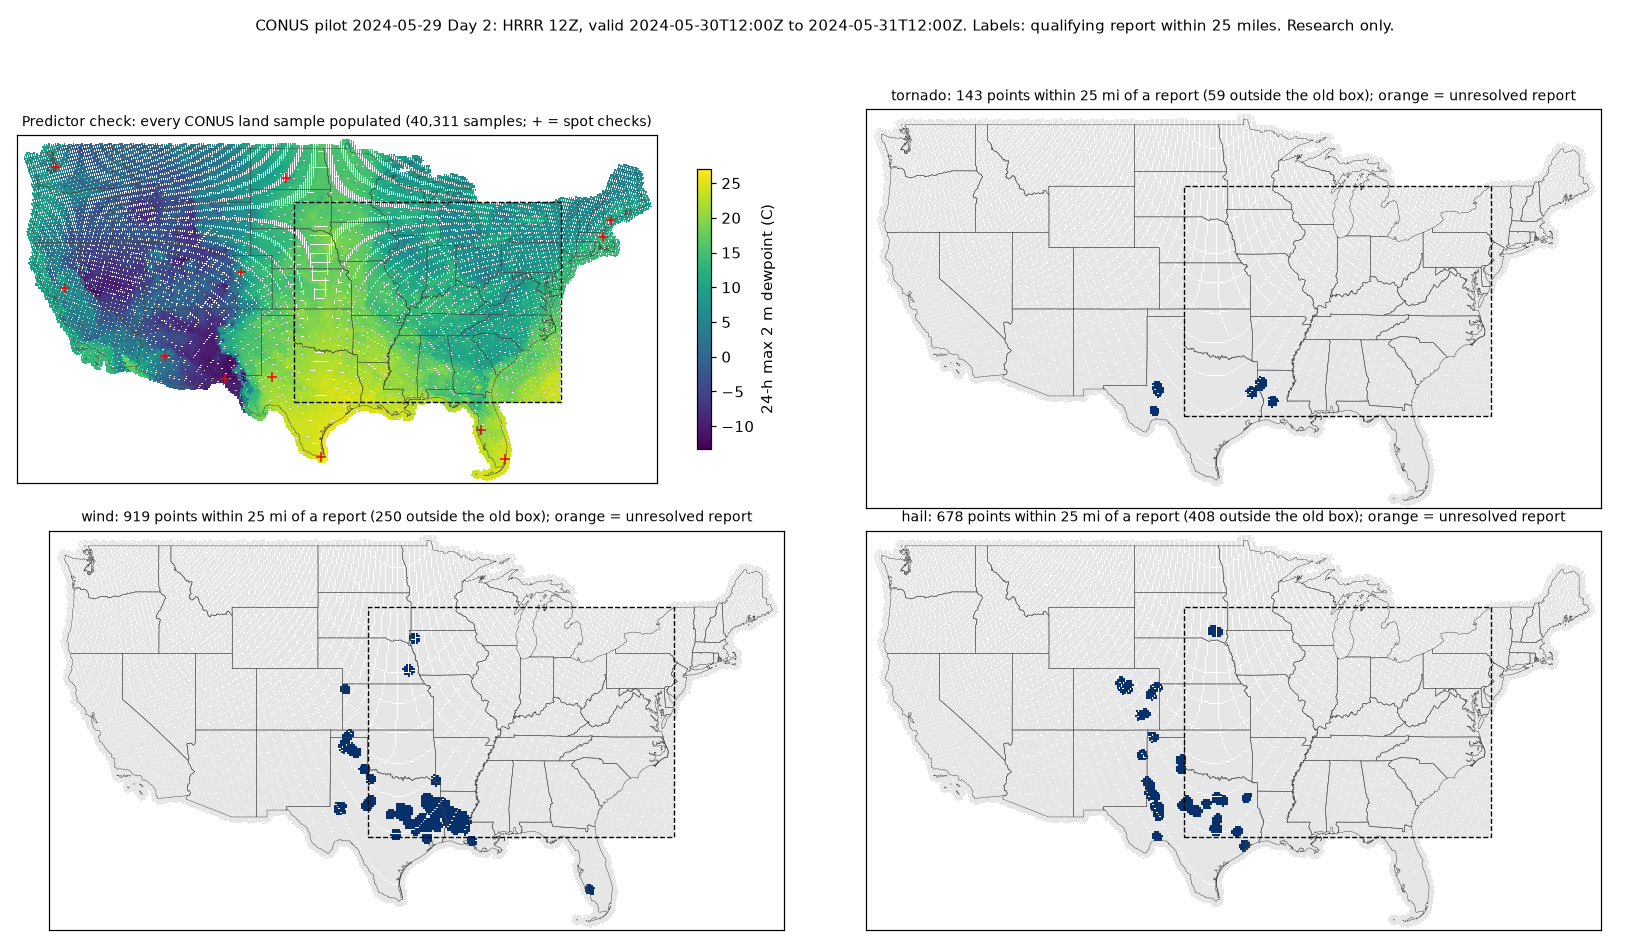 CONUS pilot 2024-05-29 Day 2: HRRR 12Z, valid 2024-05-30T12:00Z to 2024-05-31T12:00Z. Labels: qualifying report within 25 miles. Research only.
Predictor check: every CONUS land sample populated (40,311 samples; + = spot checks)
25
20
15
10
5
0
−5
−10
24-h max 2 m dewpoint (C)
tornado: 143 points within 25 mi of a report (59 outside the old box); orange = unresolved report
wind: 919 points within 25 mi of a report (250 outside the old box); orange = unresolved report
hail: 678 points within 25 mi of a report (408 outside the old box); orange = unresolved report